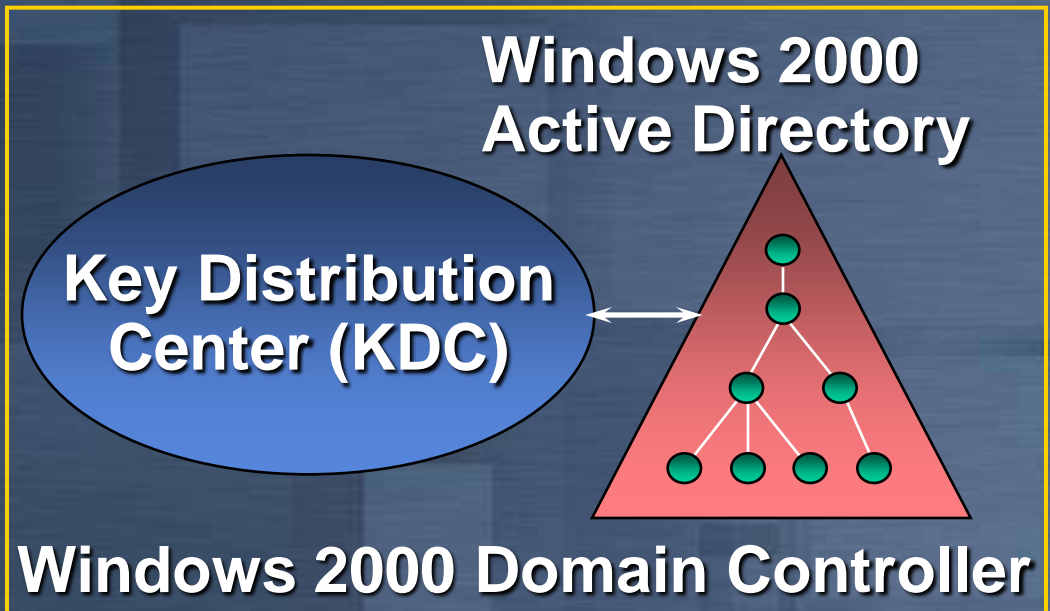 Windows 2000
Active Directory
Key Distribution
Center (KDC)
Windows 2000 Domain Controller